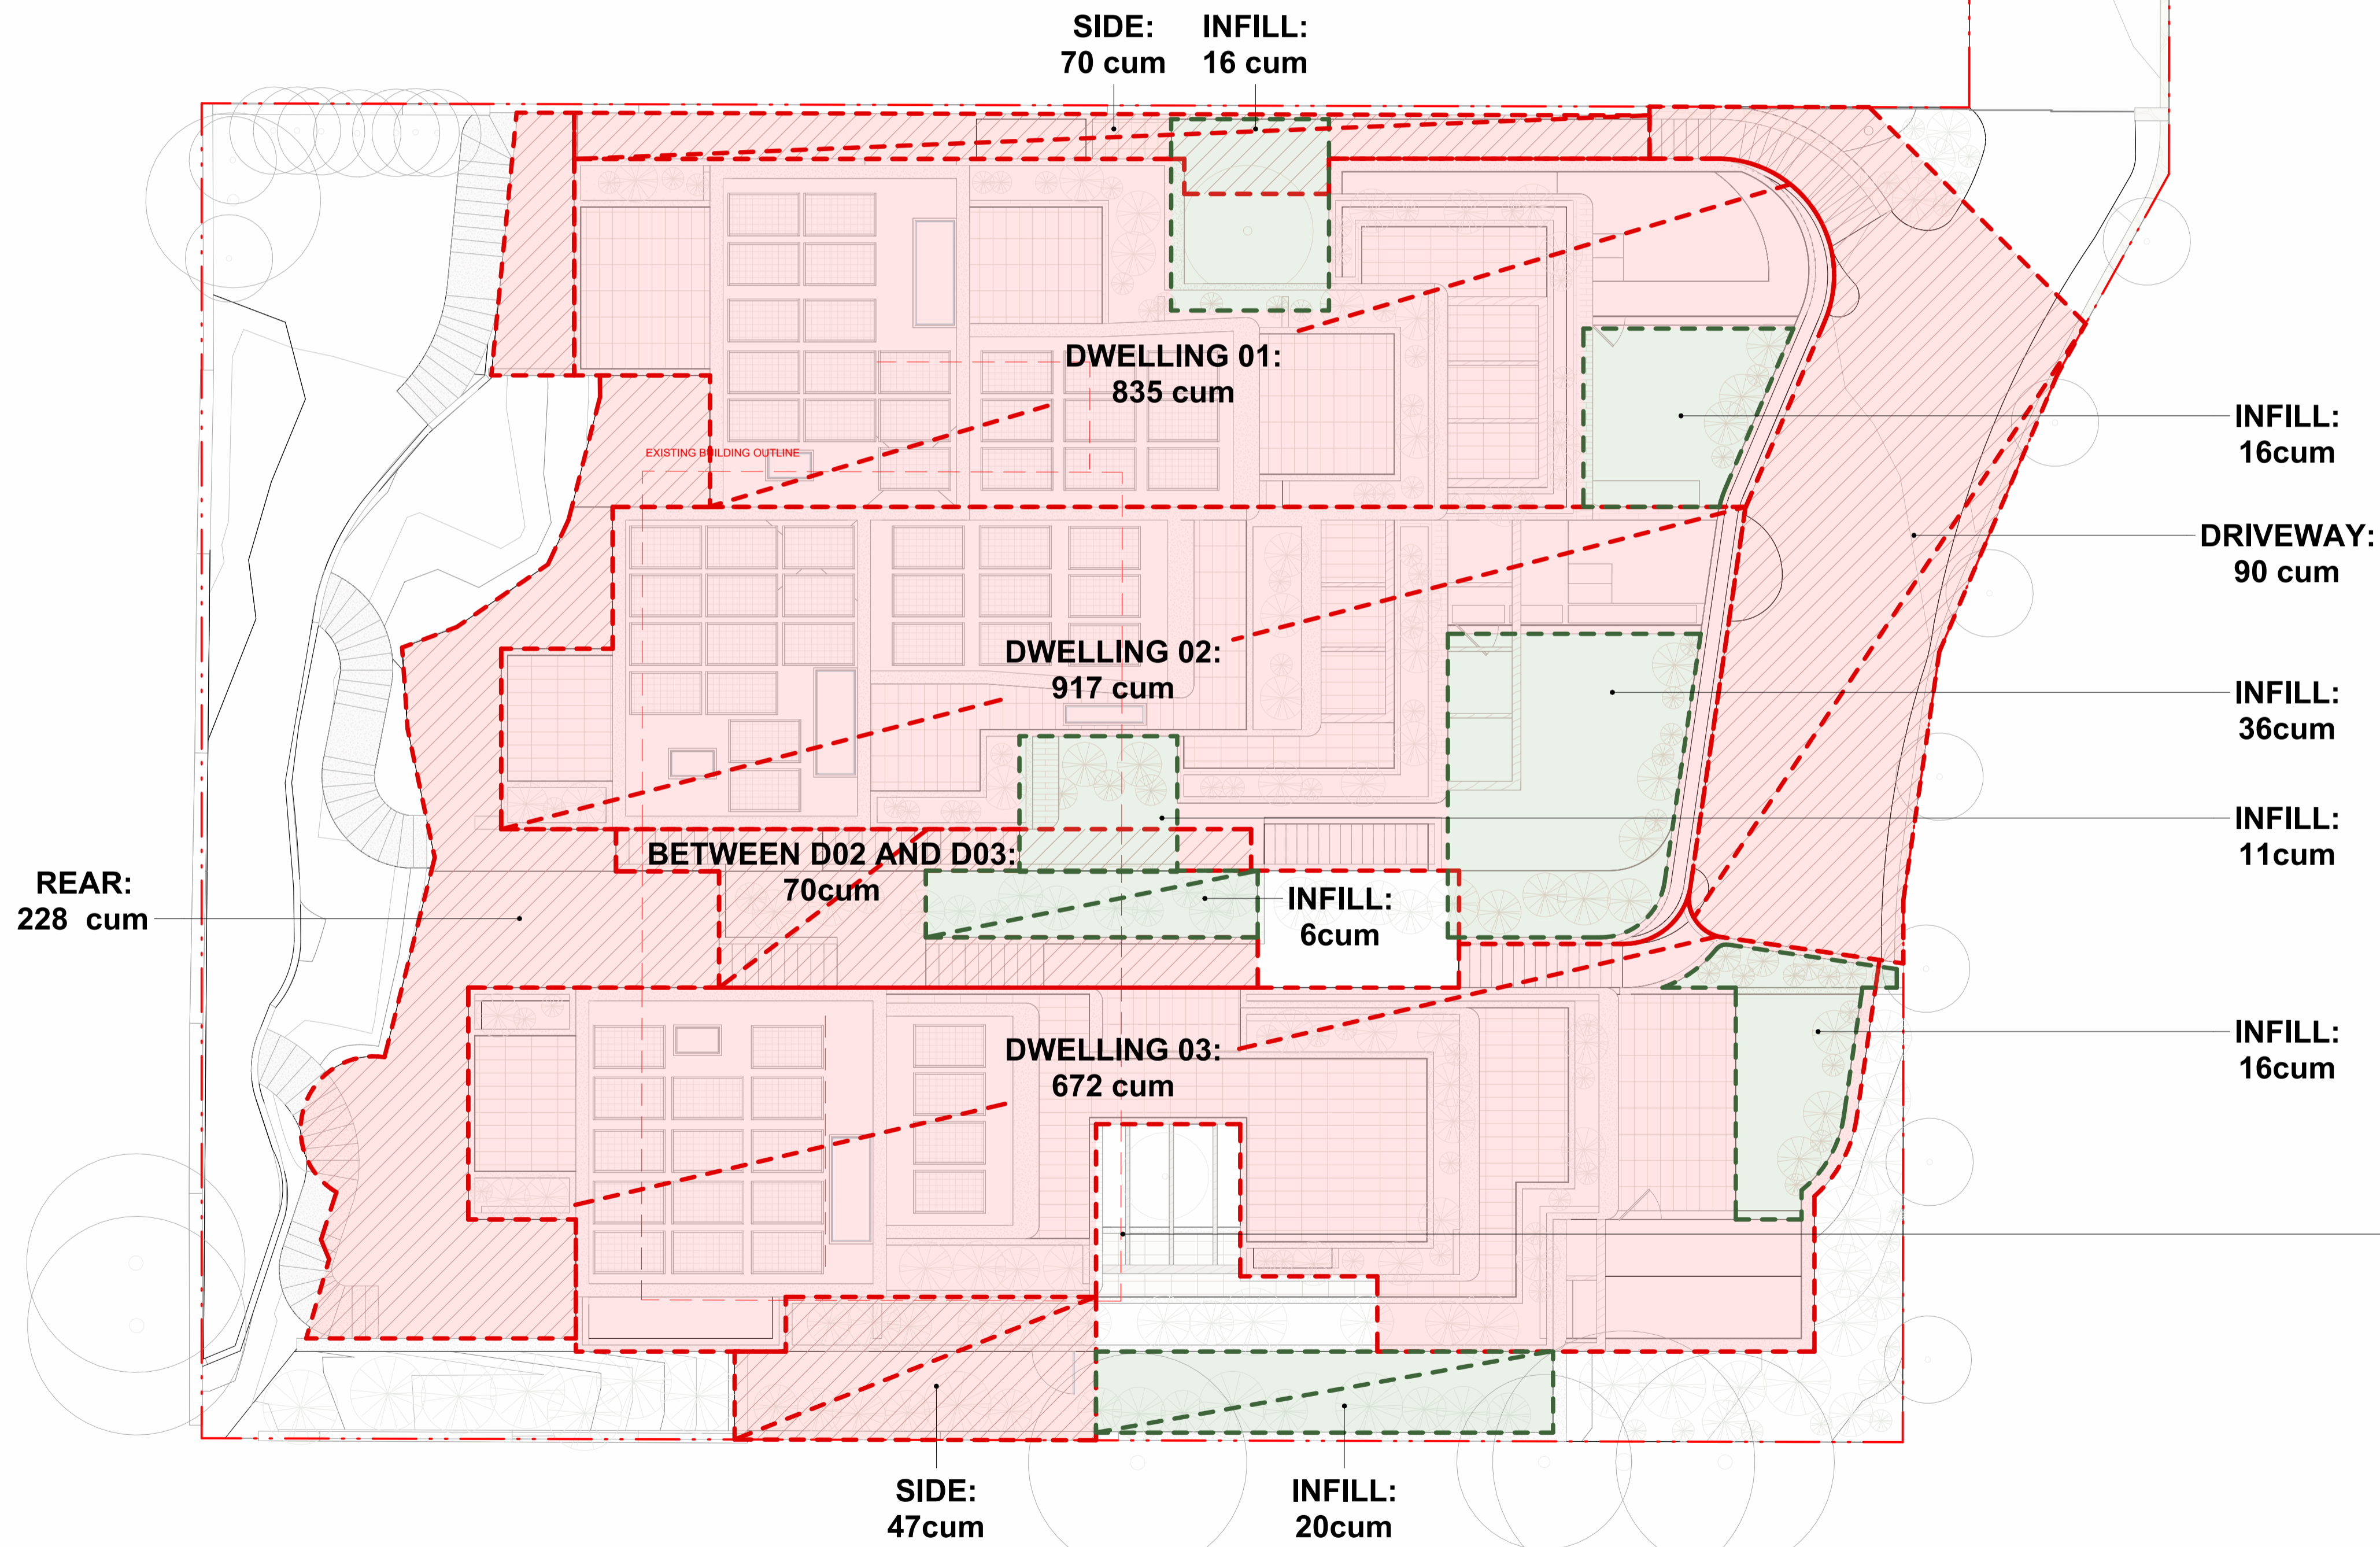 SIDE:
70 cum
INFILL:
16 cum
DWELLING 01:
835 cum
INFILL:
16cum
EXISTING BUILDING OUTLINE
DRIVEWAY:
90 cum
DWELLING 02:
917 cum
INFILL:
36cum
INFILL:
11cum
BETWEEN D02 AND D03:
70cum
REAR:
228 cum
INFILL:
6cum
DWELLING 03:
672 cum
INFILL:
16cum
SIDE:
47cum
INFILL:
20cum